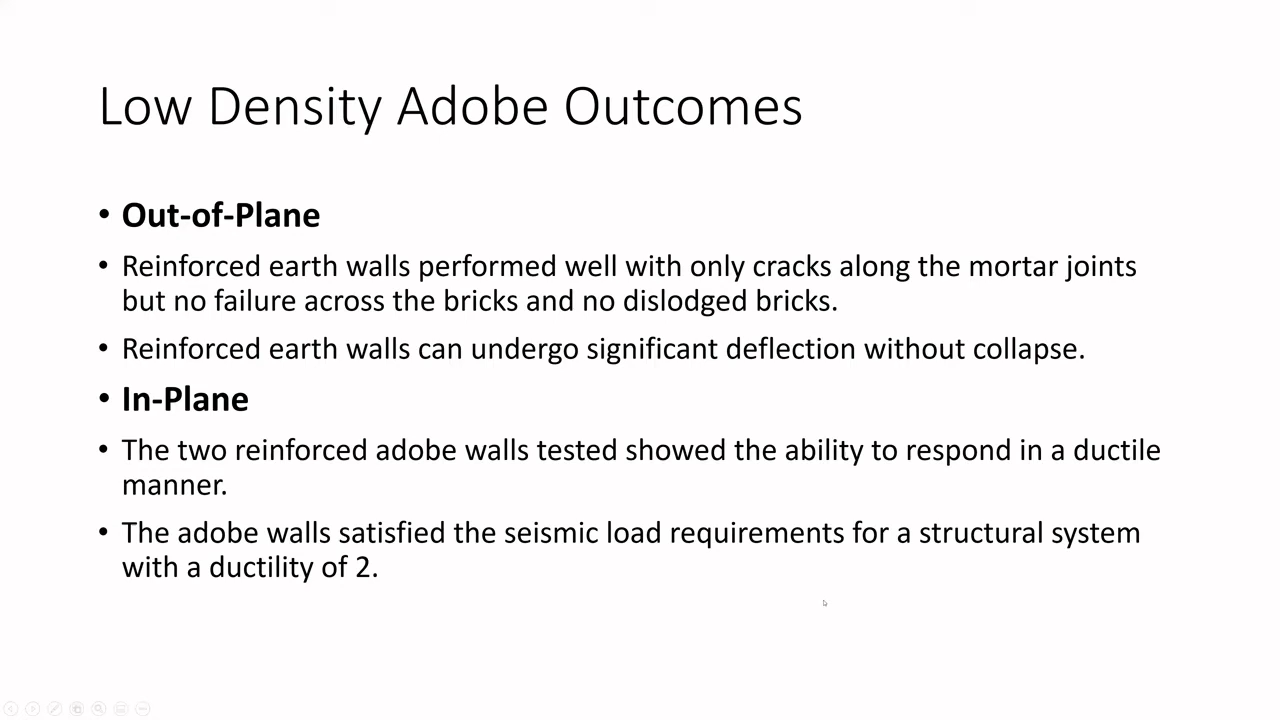 Low Density Adobe Outcomes
• Out-of-Plane
• Reinforced earth walls performed well with only cracks along the mortar joints
but no failure across the bricks and no dislodged bricks.
• Reinforced earth walls can undergo significant deflection without collapse.
• In-Plane
• The two reinforced adobe walls tested showed the ability to respond in a ductile
manner.
• The adobe walls satisfied the seismic load requirements for a structural system
with a ductility of 2.